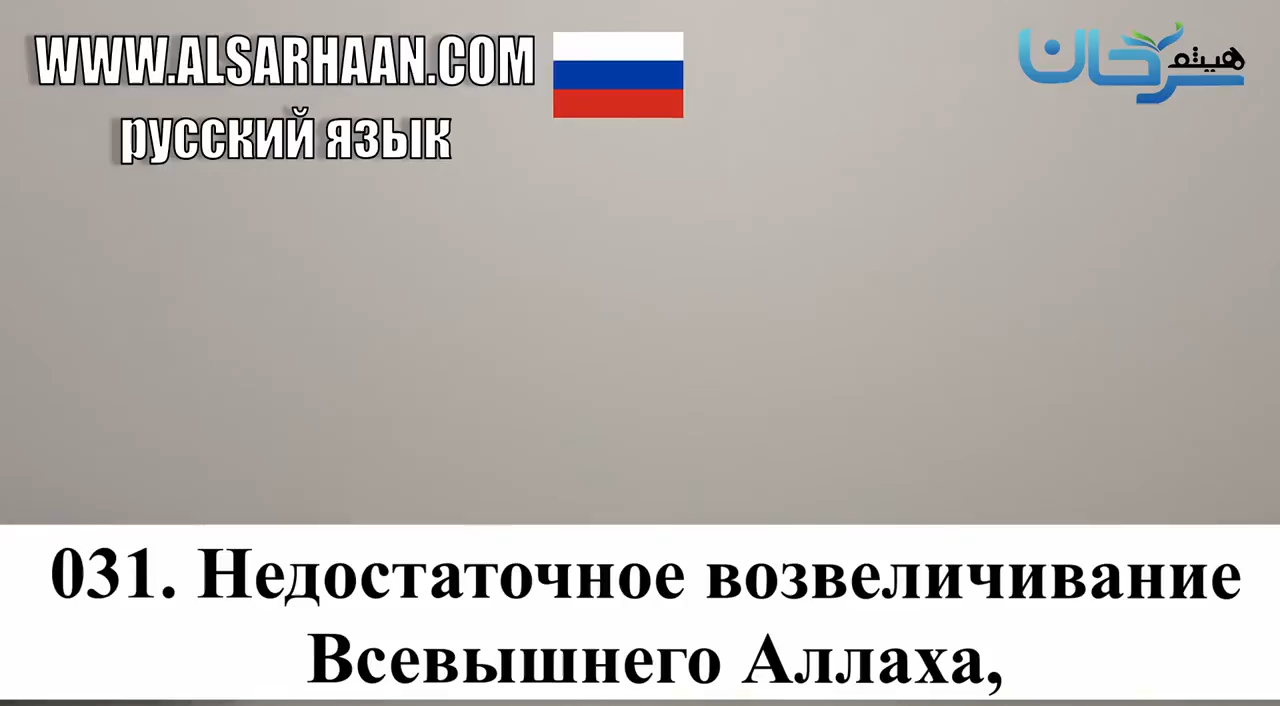 WWW.ALSARHAAN.COM
русский язык
هيثم سرحان
031. Недостаточное возвеличивание
Всевышнего Аллаха,